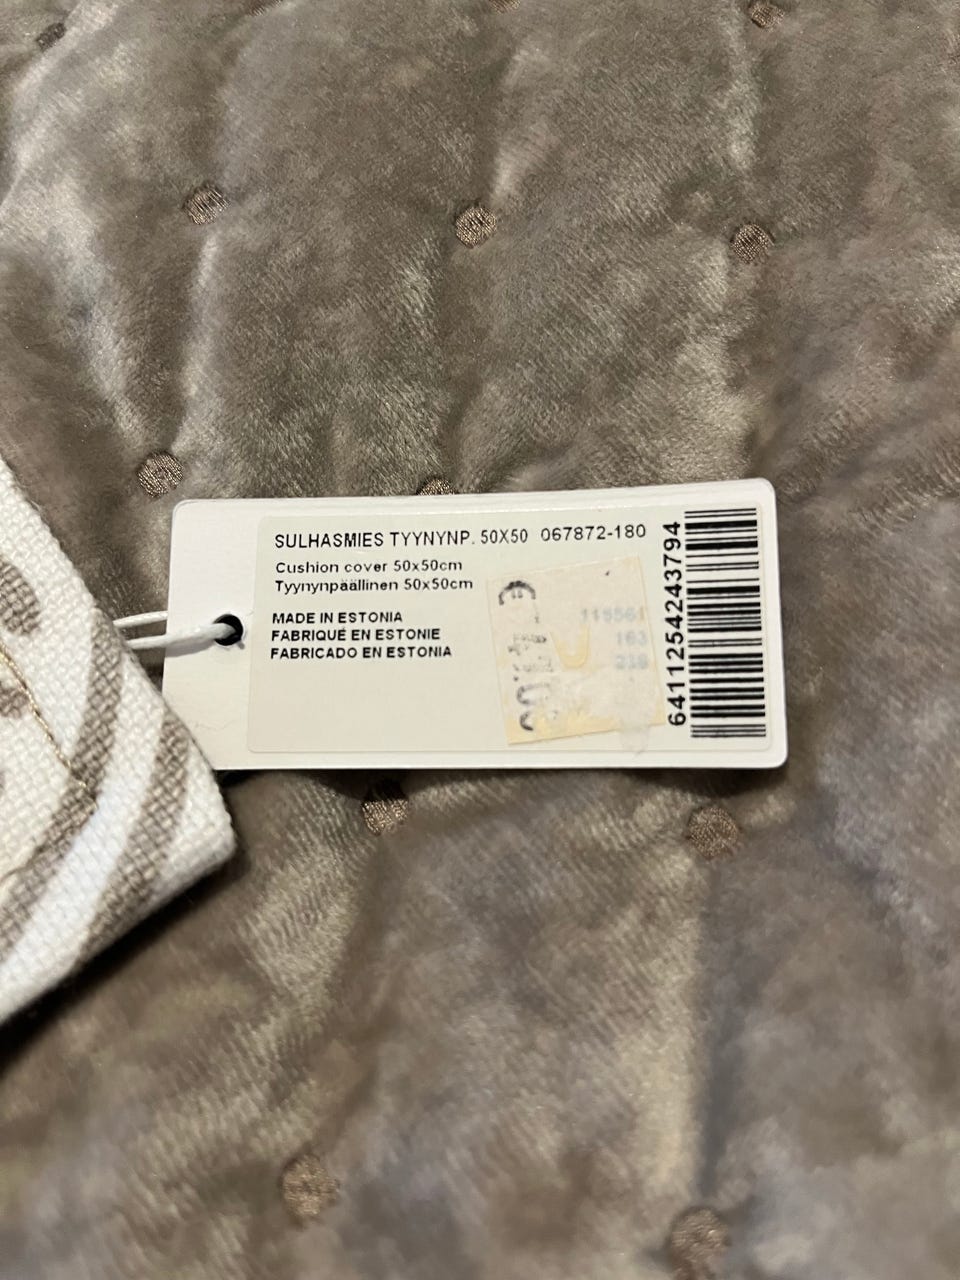 SULHASMIES TYYNYNP. 50X50 067872-180
Cushion cover 50x50cm
Tyynynpäällinen 50x50cm
MADE IN ESTONIA
FABRIQUÉ EN ESTONIE
FABRICADO EN ESTONIA
6411254243794